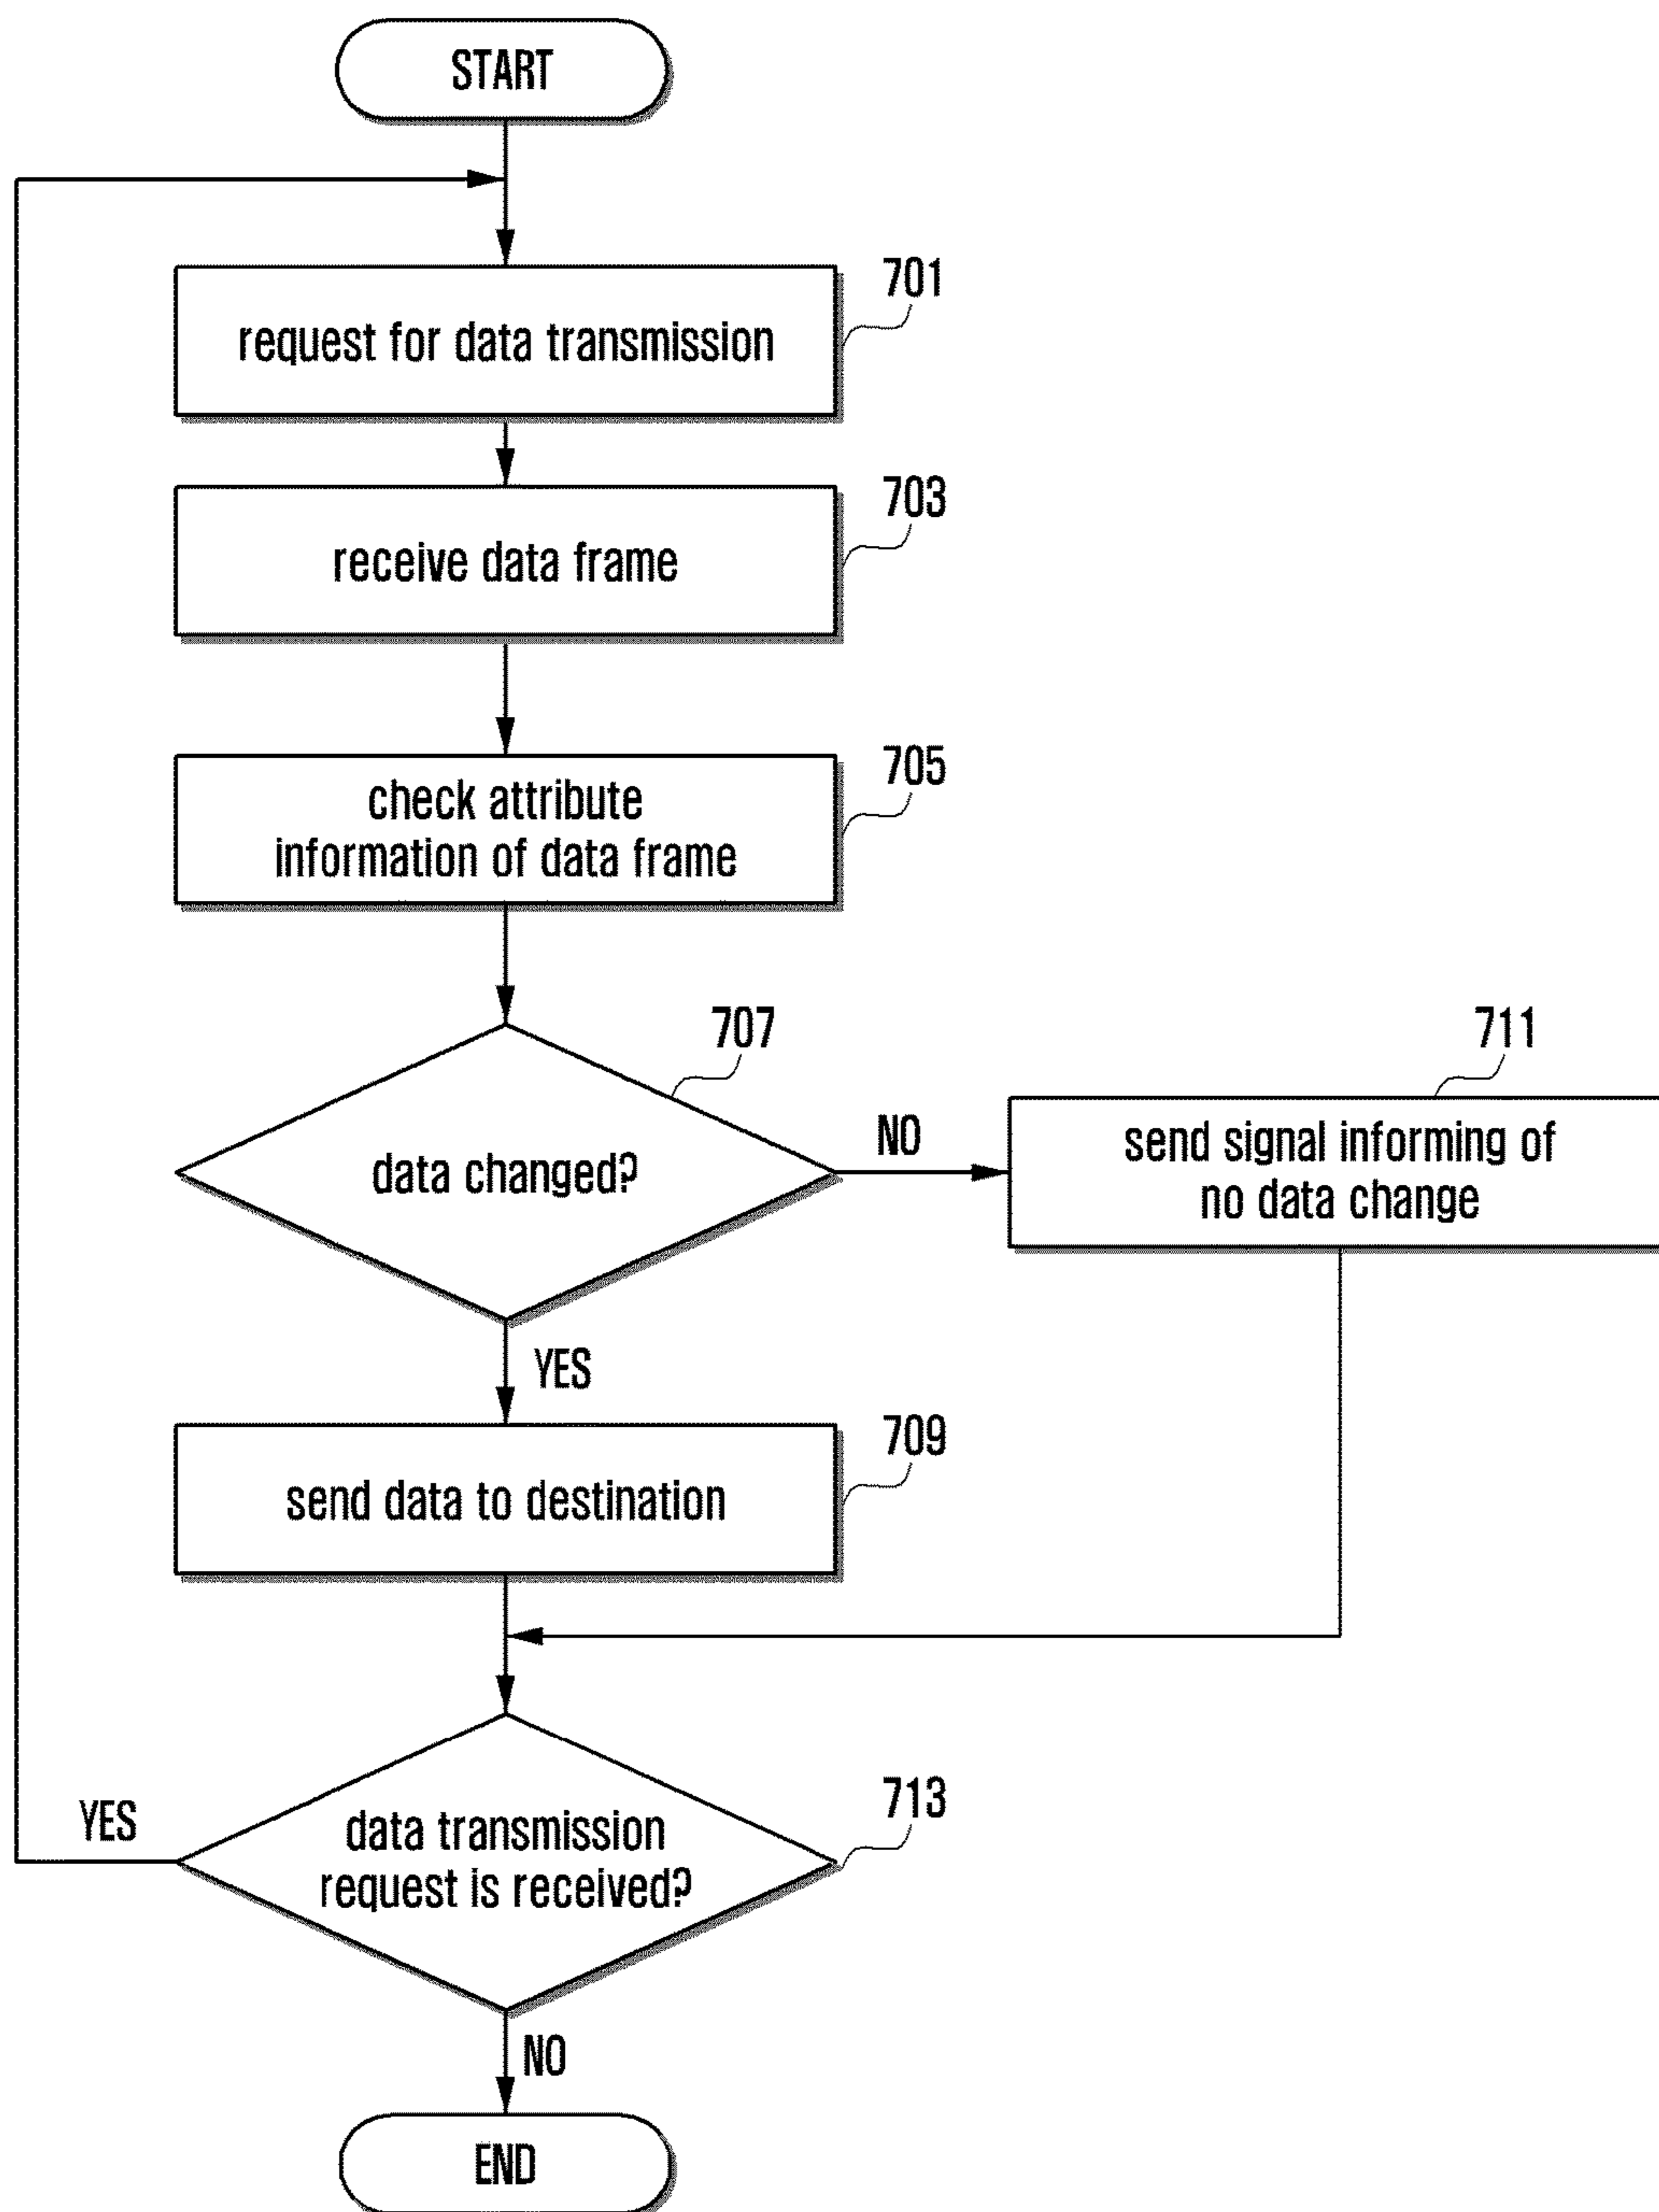 START
701
request for data transmission
703
receive data frame
705
check attribute
information of data frame
707
data changed?
NO
711
send signal informing of
no data change
YES
709
send data to destination
713
YES
data transmission
request is received?
NO
END